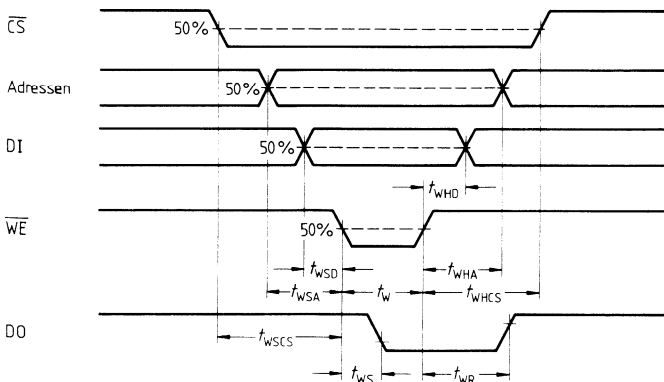 CS
50%
Adressen
50%
DI
50%
tWHD
WE
50%
tWSD
tWHA
tWSA
tW
tWHCS
DO
tWSCS
tWS
tWR